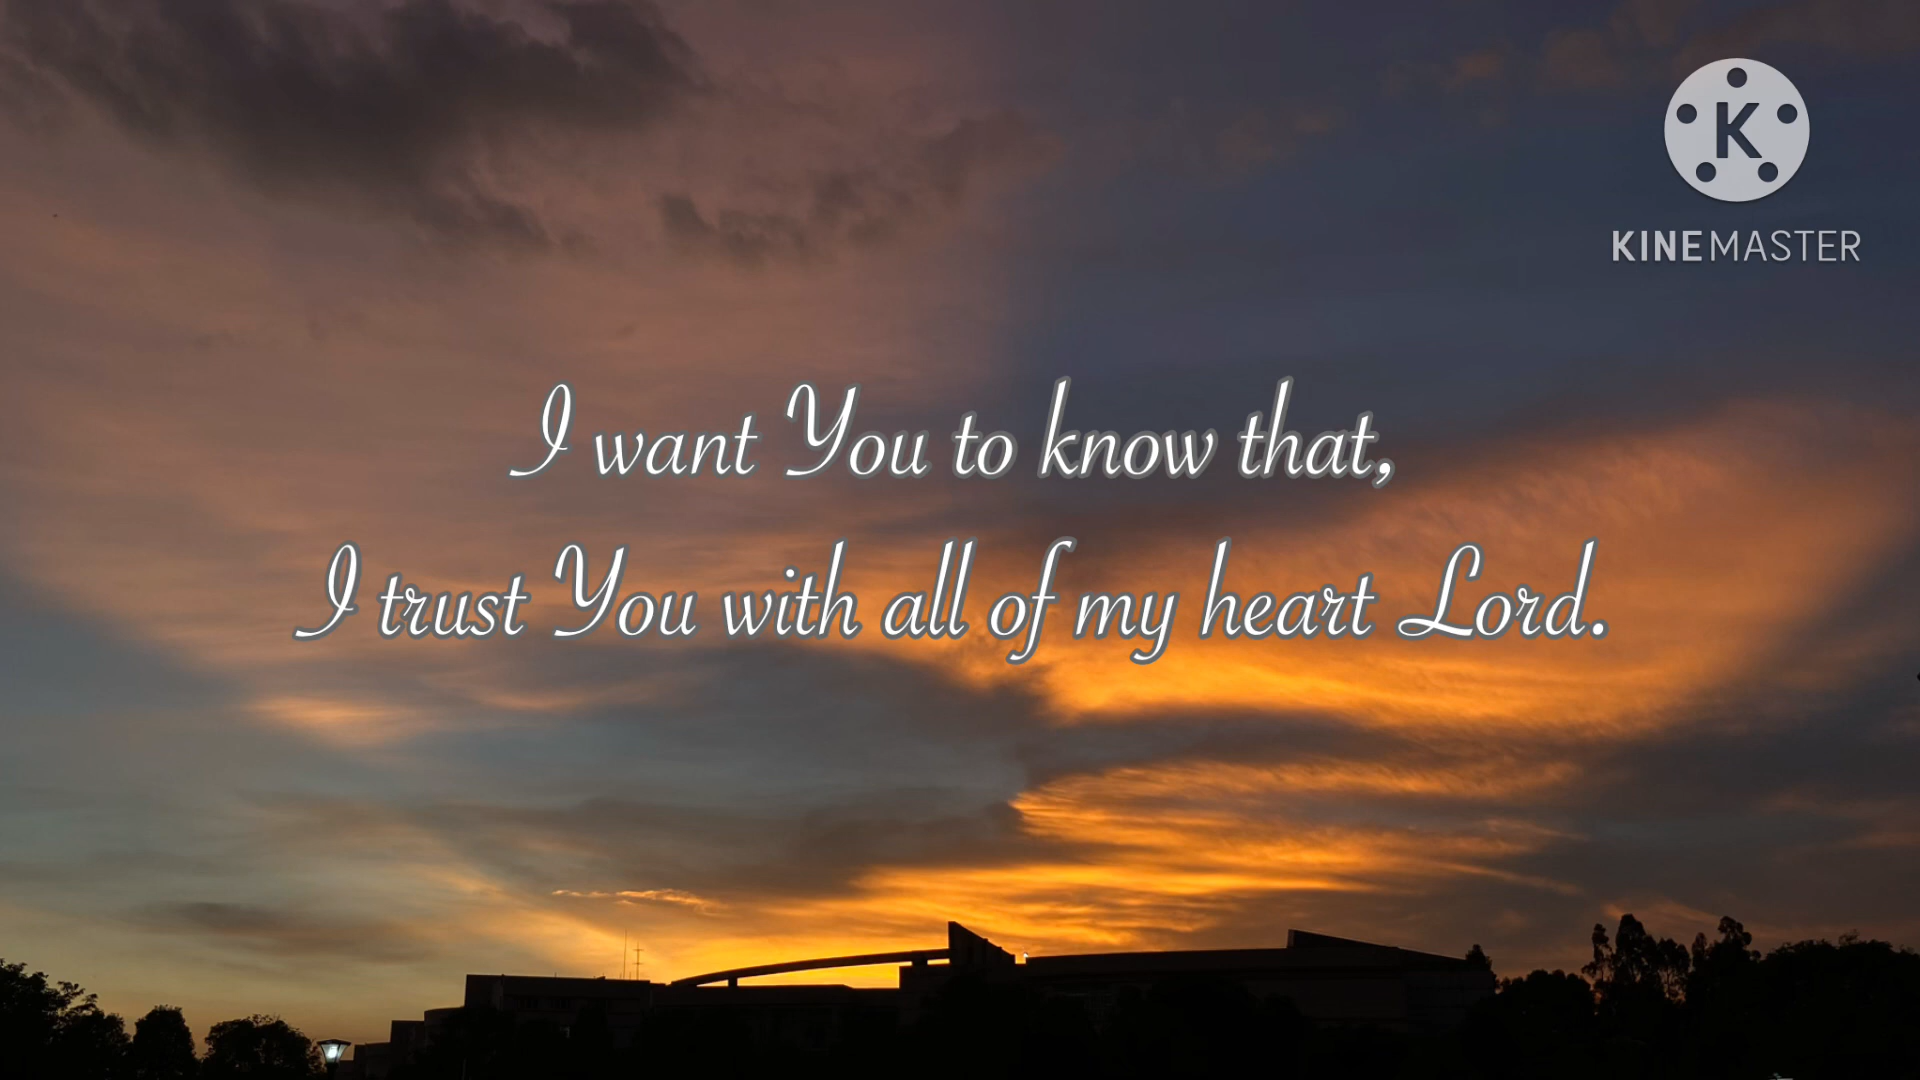 K
KINEMASTER
I want You to know that,
I trust You with all of my heart Lord.